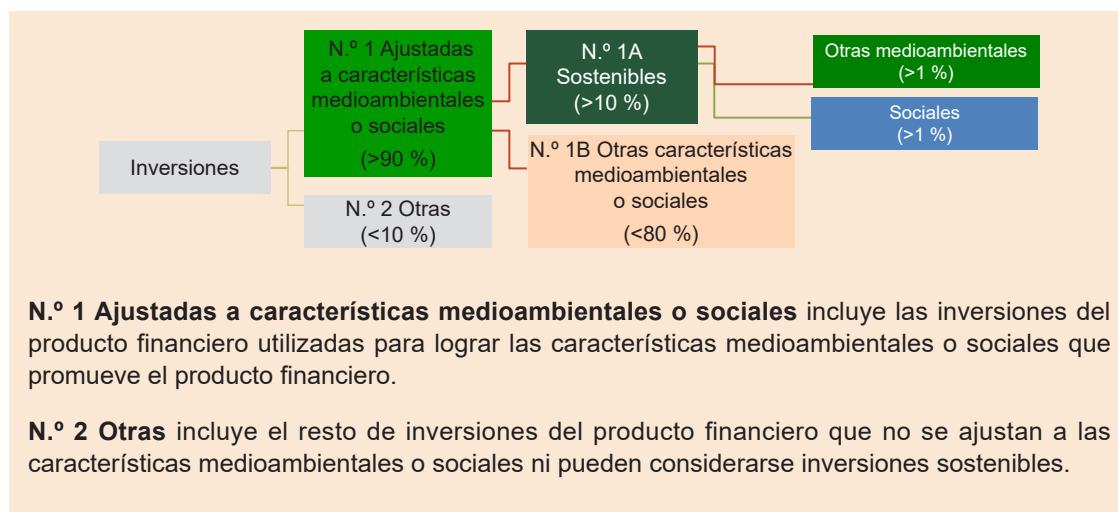 Inversiones
N.º 1 Ajustadas
a características
medioambientales
o sociales
(>90 %)
N.º 2 Otras
(<10 %)
N.º 1A
Sostenibles
(>10 %)
N.º 1B Otras características
medioambientales
o sociales
(<80 %)
Otras medioambientales
(>1 %)
Sociales
(>1 %)
N.º 1 Ajustadas a características medioambientales o sociales incluye las inversiones del
producto financiero utilizadas para lograr las características medioambientales o sociales que
promueve el producto financiero.
N.º 2 Otras incluye el resto de inversiones del producto financiero que no se ajustan a las
características medioambientales o sociales ni pueden considerarse inversiones sostenibles.